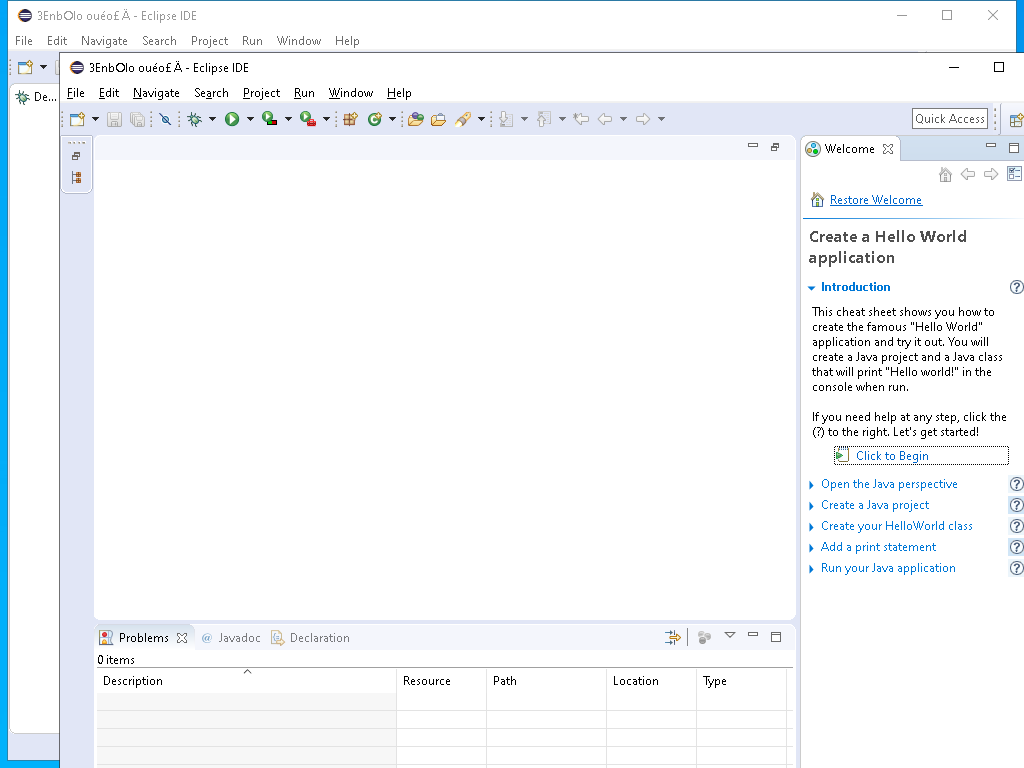 3EnbOlo ouéo£ Ä - Eclipse IDE
File Edit Navigate Search Project Run Window Help
De...
3EnbOlo ouéo£ Ä - Eclipse IDE
File Edit Navigate Search Project Run Window Help
Quick Access
Welcome
Restore Welcome
Create a Hello World
application
Introduction
This cheat sheet shows you how to
create the famous "Hello World"
application and try it out. You will
create a Java project and a Java class
that will print "Hello world!" in the
console when run.
If you need help at any step, click the
(?) to the right. Let's get started!
Click to Begin
Open the Java perspective
Create a Java project
Create your HelloWorld class
Add a print statement
Run your Java application
Problems @ Javadoc Declaration
0 items
Description Resource Path Location Type